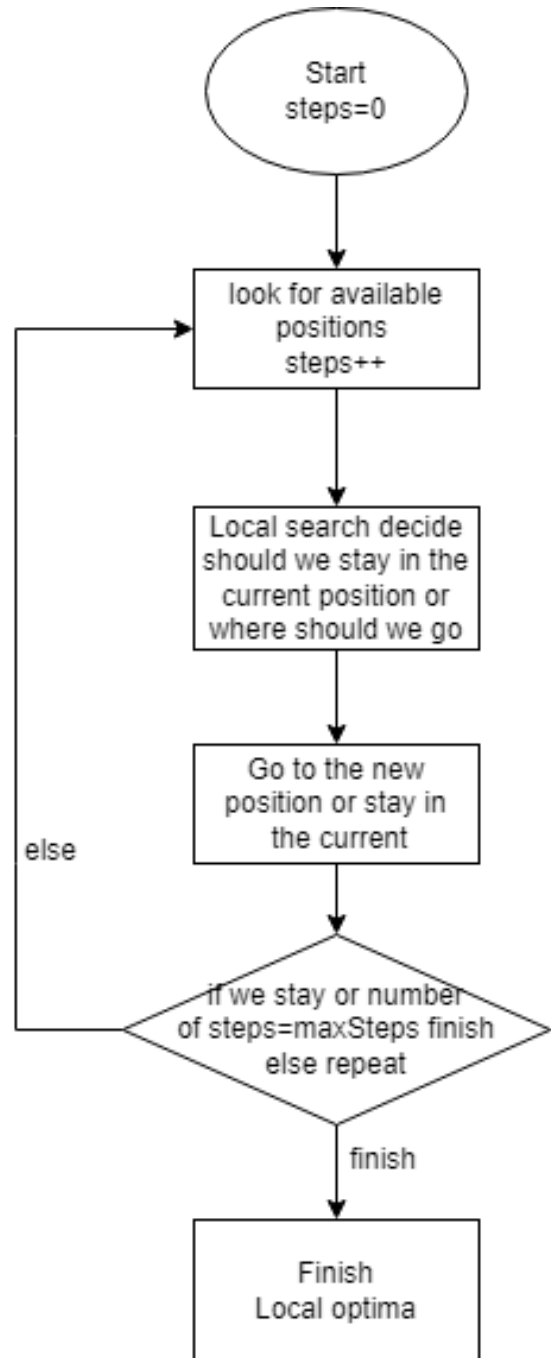 Start
steps=0
look for available
positions
steps++
Local search decide
should we stay in the
current position or
where should we go
Go to the new
position or stay in
the current
else
if we stay or number
of steps=maxSteps finish
else repeat
finish
Finish
Local optima